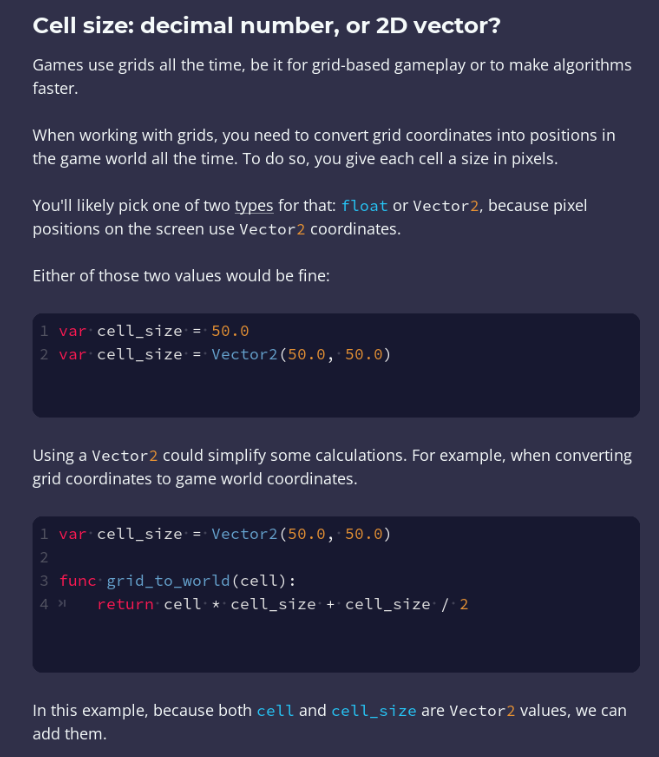 Cell size: decimal number, or 2D vector?
Games use grids all the time, be it for grid-based gameplay or to make algorithms
faster.
When working with grids, you need to convert grid coordinates into positions in
the game world all the time. To do so, you give each cell a size in pixels.
You'll likely pick one of two types for that: float or Vector2, because pixel
positions on the screen use Vector2 coordinates.
Either of those two values would be fine:
1 var cell_size = 50.0
2 var cell_size = Vector2(50.0, 50.0)
Using a Vector2 could simplify some calculations. For example, when converting
grid coordinates to game world coordinates.
1 var cell_size = Vector2(50.0, 50.0)
2
3 func grid_to_world(cell):
4 return cell * cell_size + cell_size / 2
In this example, because both cell and cell_size are Vector2 values, we can
add them.